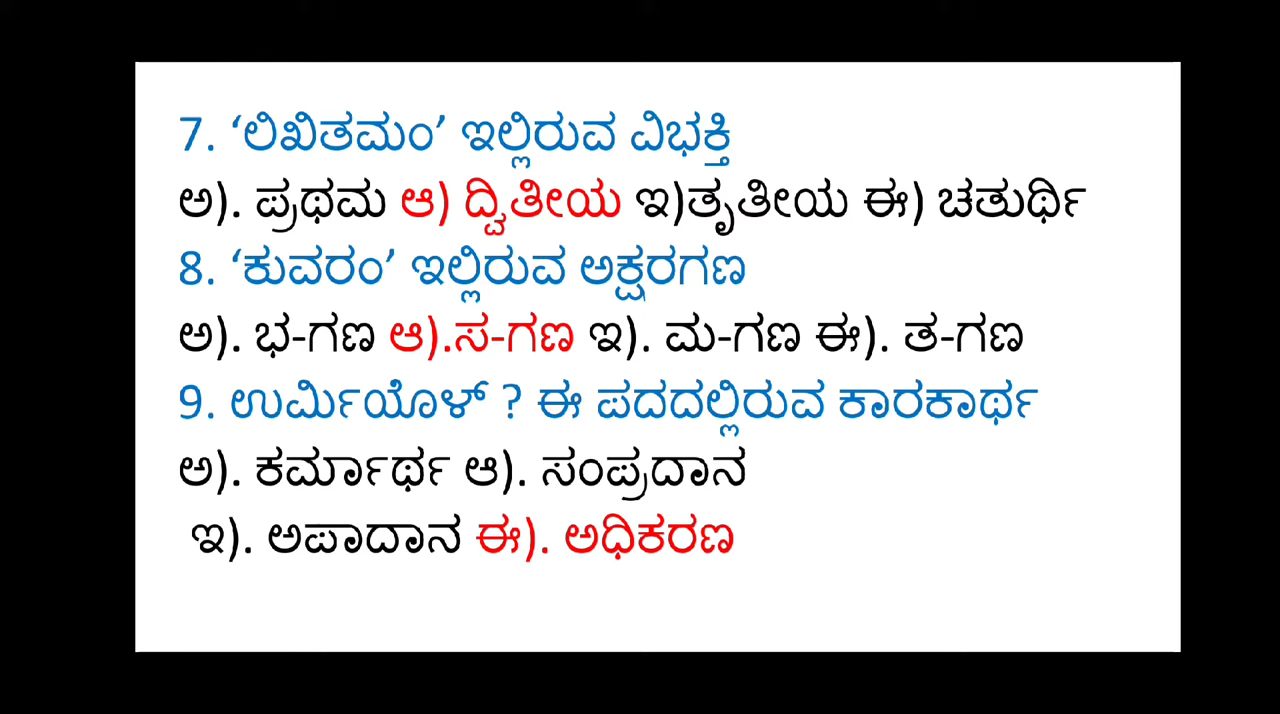 7. ‘ಲಿಖಿತಮಂ’ ಇಲ್ಲಿರುವ ವಿಭಕ್ತಿ
ಅ). ಪ್ರಥಮ ಆ) ದ್ವಿತೀಯ ಇ)ತೃತೀಯ ಈ) ಚತುರ್ಥಿ
8. ‘ಕುವರಂ’ ಇಲ್ಲಿರುವ ಅಕ್ಷರಗಣ
ಅ). ಭ-ಗಣ ಆ).ಸ-ಗಣ ಇ). ಮ-ಗಣ ಈ). ತ-ಗಣ
9. ಉರ್ಮಿಯೊಳ್ ? ಈ ಪದದಲ್ಲಿರುವ ಕಾರಕಾರ್ಥ
ಅ). ಕರ್ಮಾರ್ಥ ಆ). ಸಂಪ್ರದಾನ
ಇ). ಅಪಾದಾನ ಈ). ಅಧಿಕರಣ